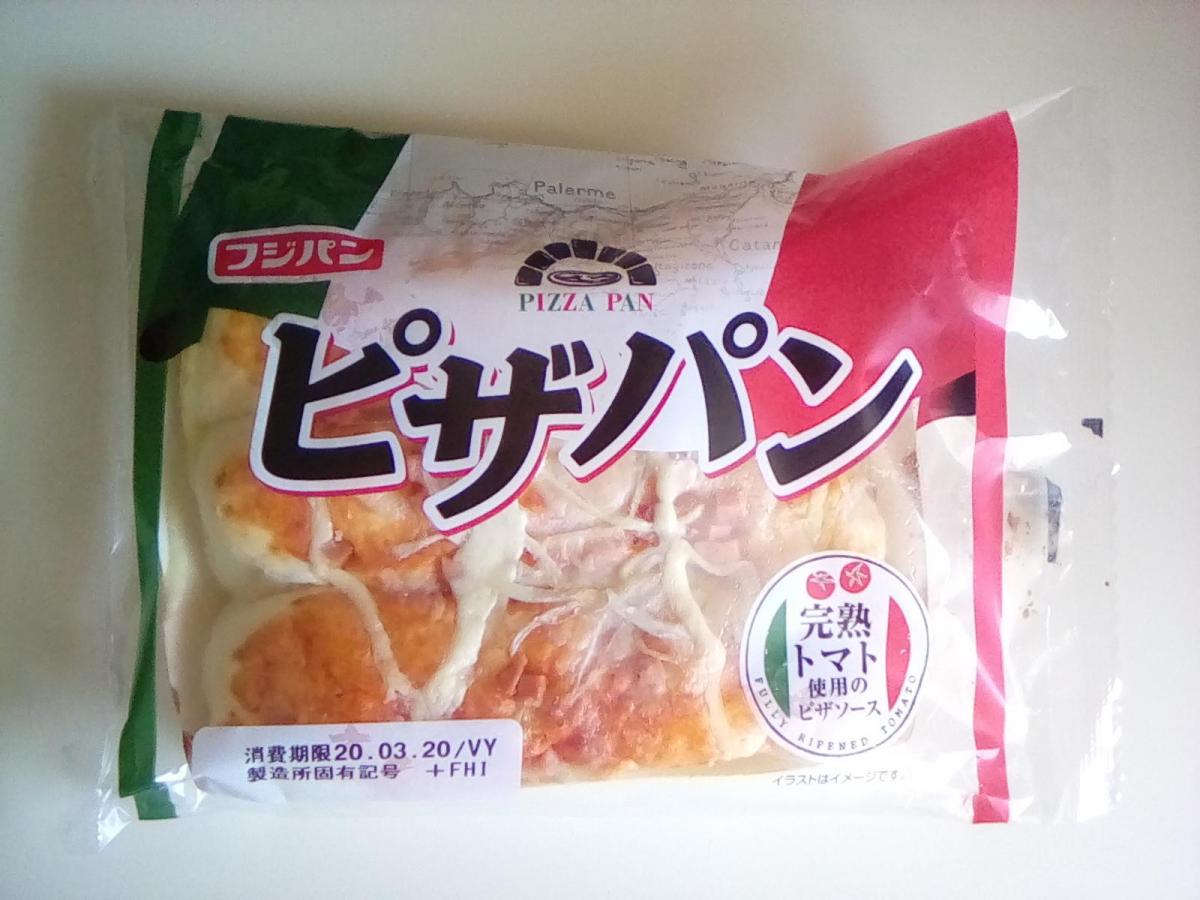 Palerme
フジパン
Catan
PIZZA PAN
ピザパン
完熟
トマト
使用の
ピザソース
FULLY RIPENED TOMATO
消費期限20.03.20/VY
製造所固有記号 +FHI
イラストはイメージです。